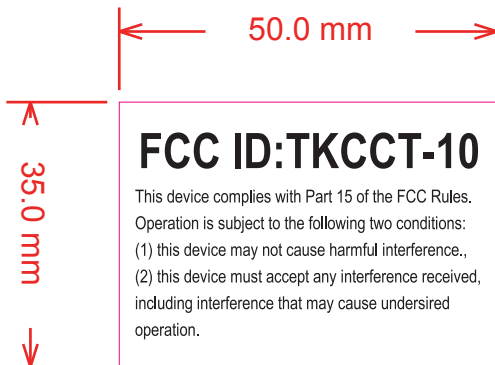 50.0 mm
35.0 mm
FCC ID:TKCCT-10
This device complies with Part 15 of the FCC Rules.
Operation is subject to the following two conditions:
(1) this device may not cause harmful interference.,
(2) this device must accept any interference received,
including interference that may cause undersired
operation.